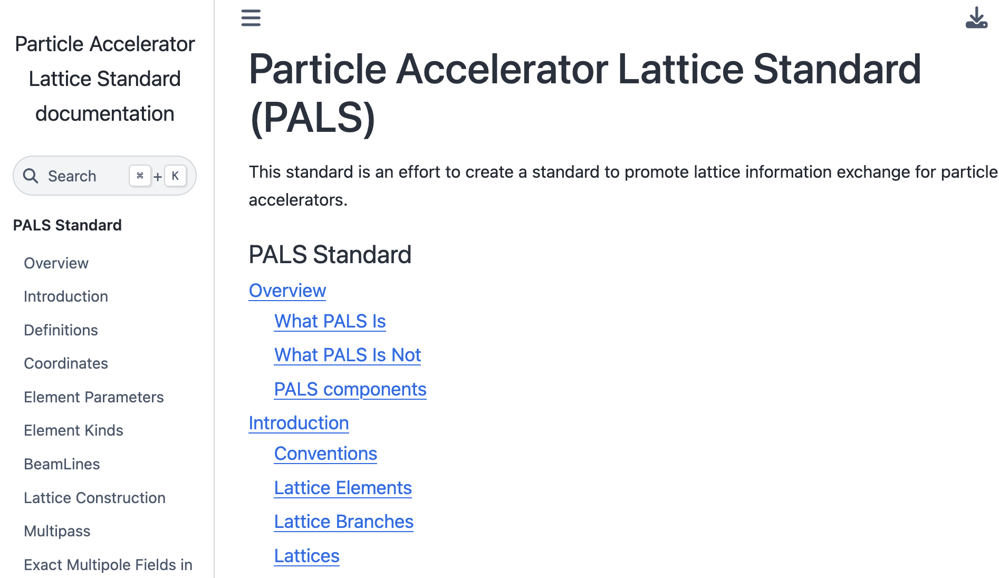 Particle Accelerator
Lattice Standard
documentation
Search ⌘ + K
PALS Standard
Overview
Introduction
Definitions
Coordinates
Element Parameters
Element Kinds
BeamLines
Lattice Construction
Multipass
Exact Multipole Fields in
Particle Accelerator Lattice Standard
(PALS)
This standard is an effort to create a standard to promote lattice information exchange for particle
accelerators.
PALS Standard
Overview
What PALS Is
What PALS Is Not
PALS components
Introduction
Conventions
Lattice Elements
Lattice Branches
Lattices